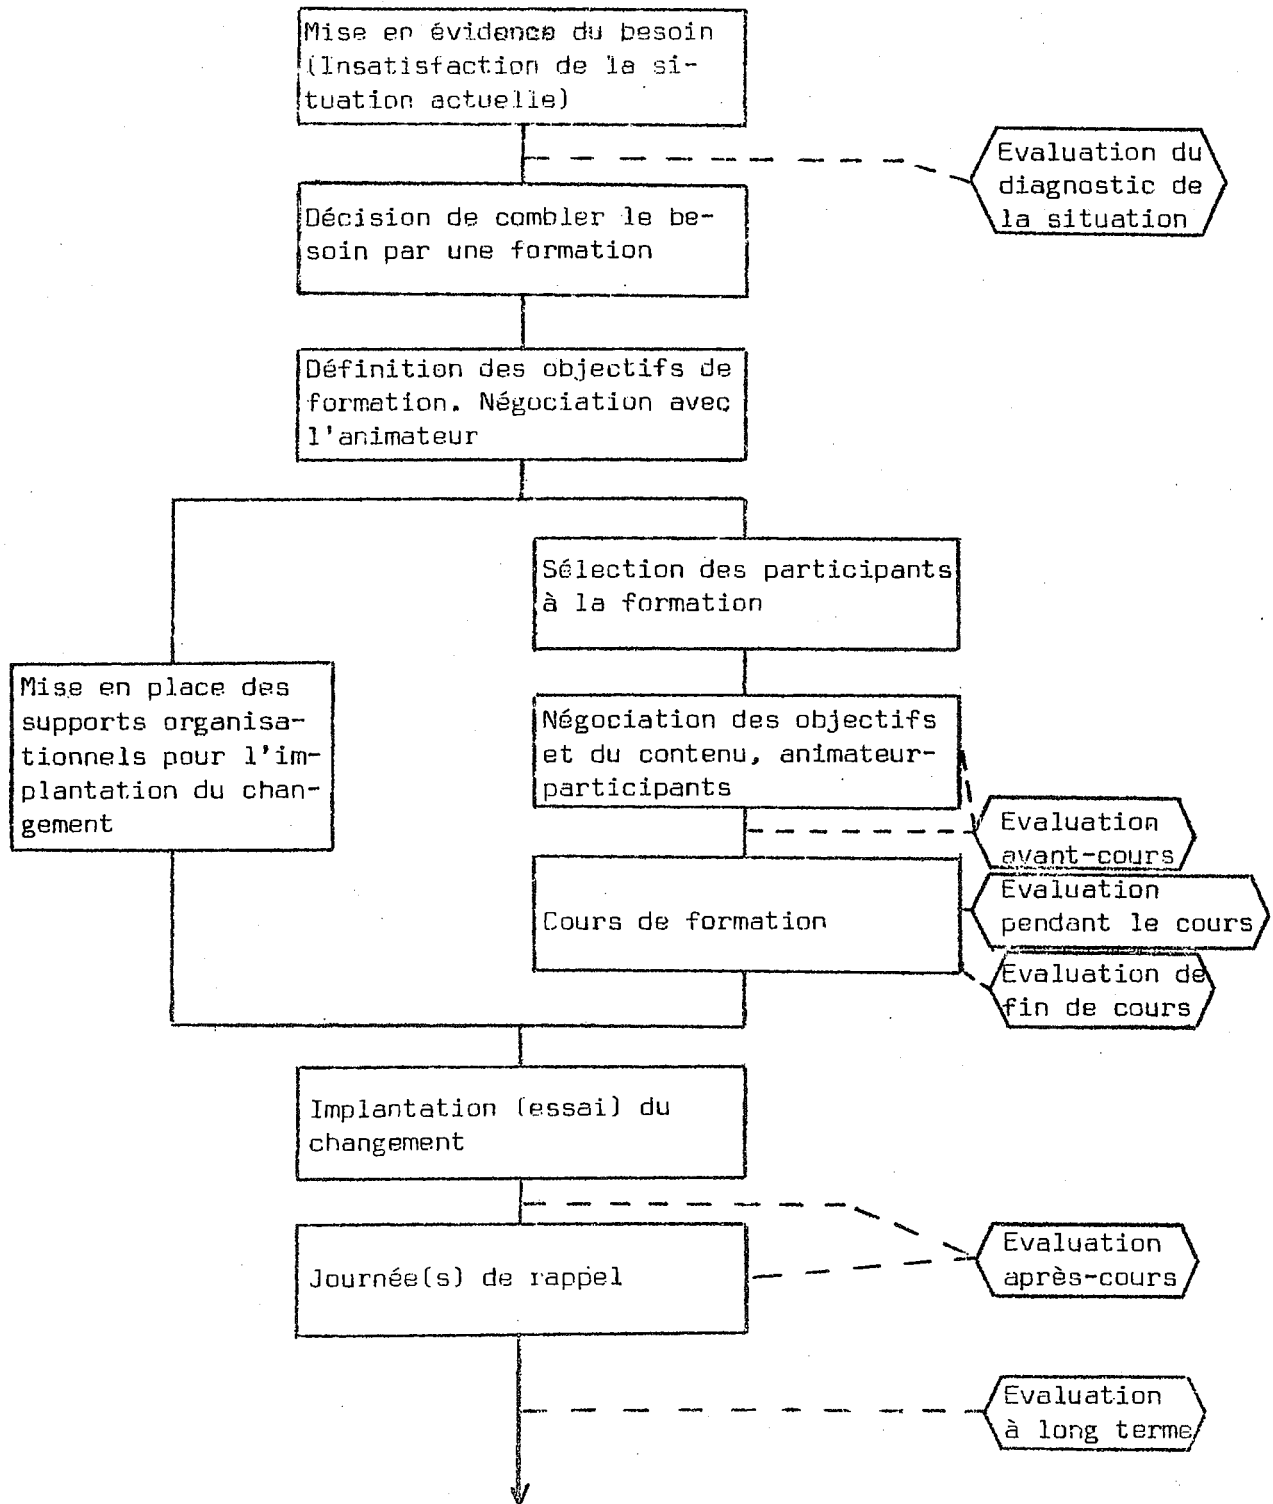 Mise en évidence du besoin
(Insatisfaction de la si-
tuation actuelle)
Evaluation du
diagnostic de
la situation
Décision de combler le be-
soin par une formation
Définition des objectifs de
formation. Négociation avec
l'animateur
Sélection des participants
à la formation
Mise en place des
supports organisa-
tionnels pour l'im-
plantation du chan-
gement
Négociation des objectifs
et du contenu, animateur-
participants
Evaluation
avant-cours
Cours de formation
Evaluation
pendant le cours
Evaluation de
fin de cours
Implantation (essai) du
changement
Journée(s) de rappel
Evaluation
après-cours
Evaluation
à long terme